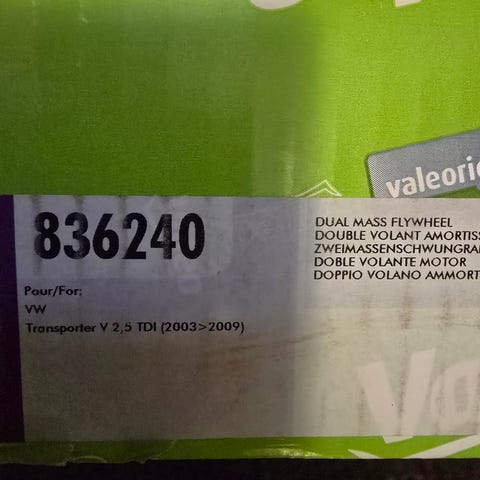 836240
Pour/For:
VW
Transporter V 2,5 TDI (2003>2009)
DUAL MASS FLYWHEEL
DOUBLE VOLANT AMORTISS
ZWEIMASSENSCHWUNGRA
DOBLE VOLANTE MOTOR
DOPPIO VOLANO AMMORT
valeorig